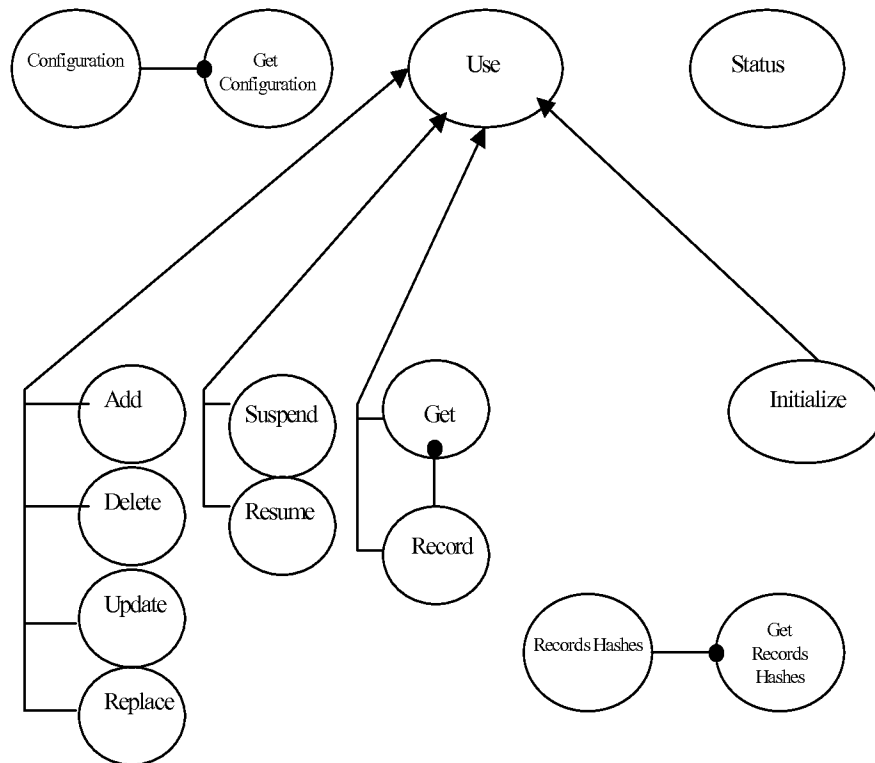 Configuration
Get
Configuration
Use
Status
Add
Suspend
Get
Initialize
Delete
Resume
Record
Update
Records Hashes
Get
Records
Hashes
Replace